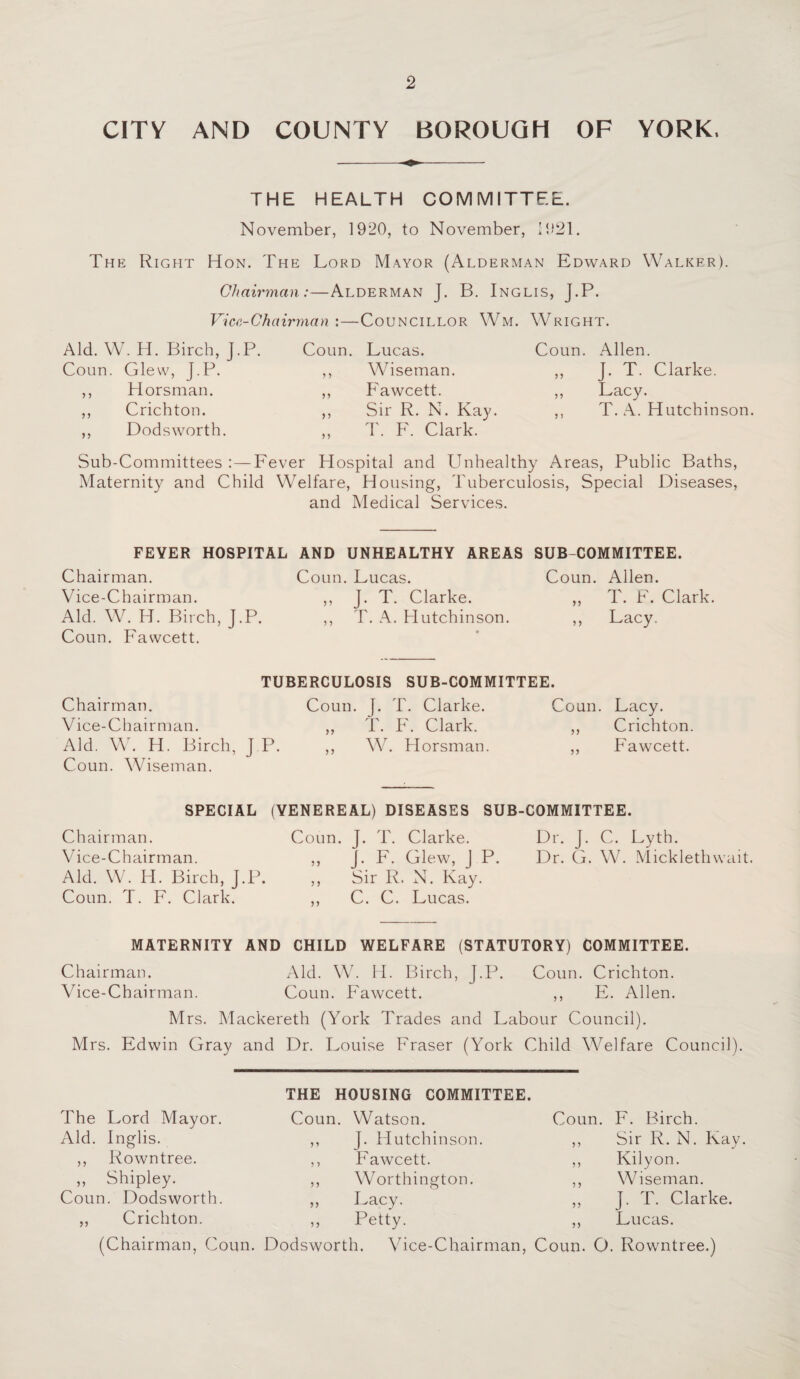 2
CITY AND COUNTY BOROUGH OF YORK,
THE HEALTH COMMITTEE.
November, 1920, to November, 1921.
The Right Hon. The Lord Mayor (Alderman Edward Walker).
Chairman:—Alderman J. B. Inglis, J.P.
Vice-Chairman :—Councillor Wm. Wright.
Ald. W. H. Birch, J.P. Coun. Lucas. Coun. Allen.
Coun. Glew, J.P. ,, Wiseman. ,, J. T. Clarke.
,, Horsman. ,, Fawcett. ,, Lacy.
,, Crichton. ,, Sir R. N. Kay. ,, T. A. Hutchinson.
,, Dodsworth. ,, T. F. Clark.
Sub-Committees :—Fever Hospital and Unhealthy Areas, Public Baths,
Maternity and Child Welfare, Housing, Tuberculosis, Special Diseases,
and Medical Services.
FEVER HOSPITAL AND UNHEALTHY AREAS SUB-COMMITTEE.
Chairman. Coun. Lucas. Coun. Allen.
Vice-Chairman. ,, J. T. Clarke. ,, T. F. Clark.
Ald. W. H. Birch, J.P. ,, T. A. Hutchinson. ,, Lacy.
Coun. Fawcett.
TUBERCULOSIS SUB-COMMITTEE.
Chairman. Coun. J. T. Clarke. Coun. Lacy.
Vice-Chairman. ,, T. F. Clark. ,, Crichton.
Ald. W. H. Birch, J P. ,, W. Horsman. ,, Fawcett.
Coun. Wiseman.
SPECIAL (VENEREAL) DISEASES SUB-COMMITTEE.
Chairman. Coun. J. T. Clarke. Dr. J. C. Lyth.
Vice-Chairman. ,, J. F. Glew, J P. Dr. G. W. Micklethwait.
Ald. W. H. Birch, J.P. ,, Sir R. N. Kay.
Coun. T. F. Clark. ,, C. C. Lucas.
MATERNITY AND CHILD WELFARE (STATUTORY) COMMITTEE.
Chairman. Ald. W. H. Birch, J.P. Coun. Crichton.
Vice-Chairman. Coun. Fawcett. ,, E. Allen.
Mrs. Mackereth (York Trades and Labour Council).
Mrs. Edwin Gray and Dr. Louise Fraser (York Child Welfare Council).
THE HOUSING COMMITTEE.
The Lord Mayor. Coun. Watson. Coun. F. Birch.
Ald. Inglis. ,, J. Hutchinson. ,, Sir R. N. Kay.
,, Rowntree. ,, Fawcett. ,, Kilyon.
,, Shipley. ,, Worthington. ,, Wiseman.
Coun. Dodsworth. ,, Lacy. ,, J. T. Clarke.
,, Crichton. ,, Petty. ,, Lucas.
(Chairman, Coun. Dodsworth. Vice-Chairman, Coun. O. Rowntree.)